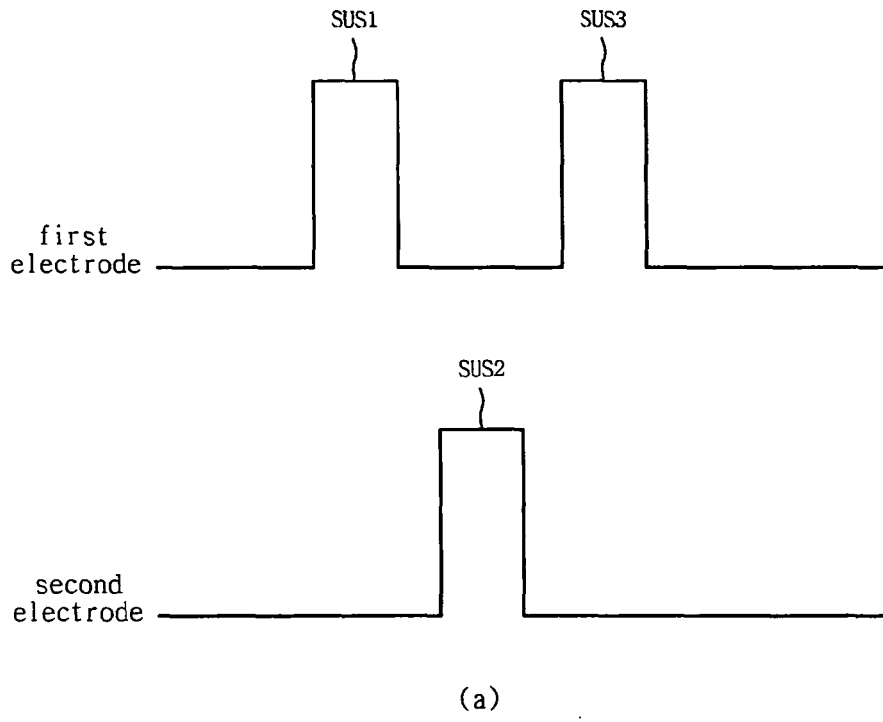 SUS1
SUS3
first
electrode
SUS2
second
electrode
(a)